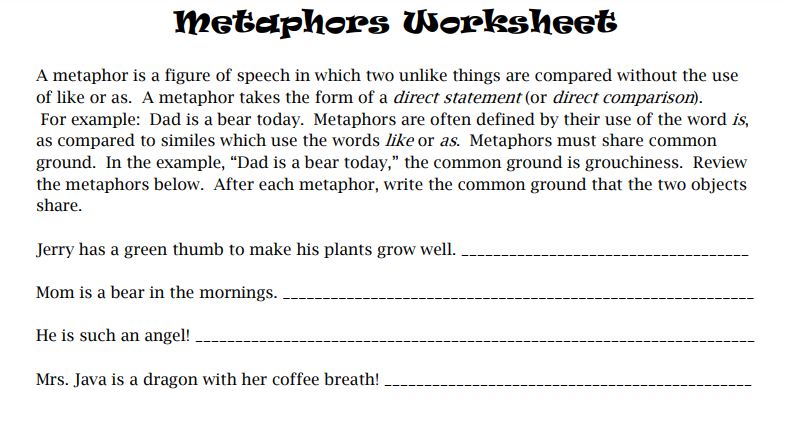 Metaphors Worksheet
A metaphor is a figure of speech in which two unlike things are compared without the use
of like or as.  A metaphor takes the form of a direct statement (or direct comparison).
For example:  Dad is a bear today.  Metaphors are often defined by their use of the word is,
as compared to similes which use the words like or as.  Metaphors must share common
ground.  In the example, “Dad is a bear today,” the common ground is grouchiness.  Review
the metaphors below.  After each metaphor, write the common ground that the two objects
share.
Jerry has a green thumb to make his plants grow well. ____________________________________
Mom is a bear in the mornings. ___________________________________________________________
He is such an angel! ______________________________________________________________________
Mrs. Java is a dragon with her coffee breath! ______________________________________________